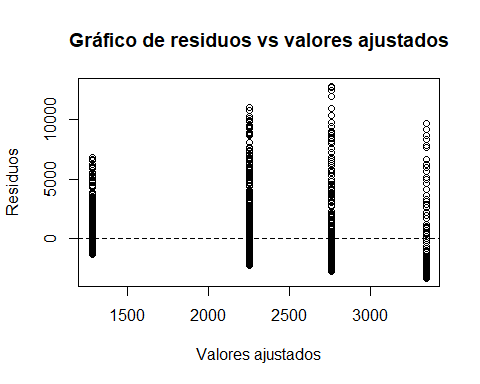 Gráfico de residuos vs valores ajustados
Residuos
10000
5000
0
1500 2000 2500 3000
Valores ajustados